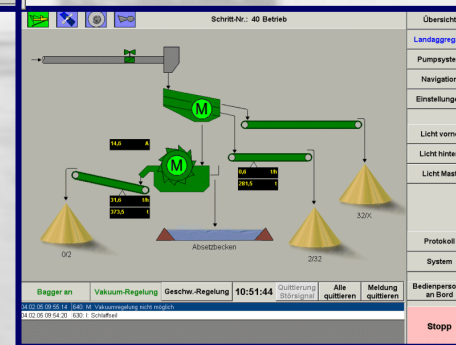 Schritt-Nr.: 40 Betrieb
Übersicht
Landaggreg
Pumpsyste
Navigation
Einstellunge
Licht vorne
Licht hinten
Licht Mast
Protokoll
System
Bedienperso
an Bord
Stopp
M
14,6 A
M
0,6 t/h
281,5 t
31,6 t/h
373,5 t
32/X
Absetzbecken
0/2
2/32
Bagger an
Vakuum-Regelung
Geschw.-Regelung
10:51:44
Quittierung
Störsignal
Alle
quittieren
Meldung
quittieren
04.02.05 09:55:14 640: M: Vakuumregelung nicht möglich
04.02.05 09:54:20 630: I: Schlaffseil